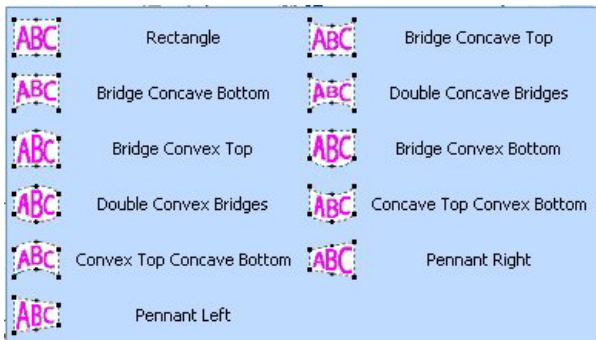 ABC Rectangle
ABC Bridge Concave Top
ABC Bridge Concave Bottom
ABC Double Concave Bridges
ABC Bridge Convex Top
ABC Bridge Convex Bottom
ABC Double Convex Bridges
ABC Concave Top Convex Bottom
ABC Convex Top Concave Bottom
ABC Pennant Right
ABC Pennant Left